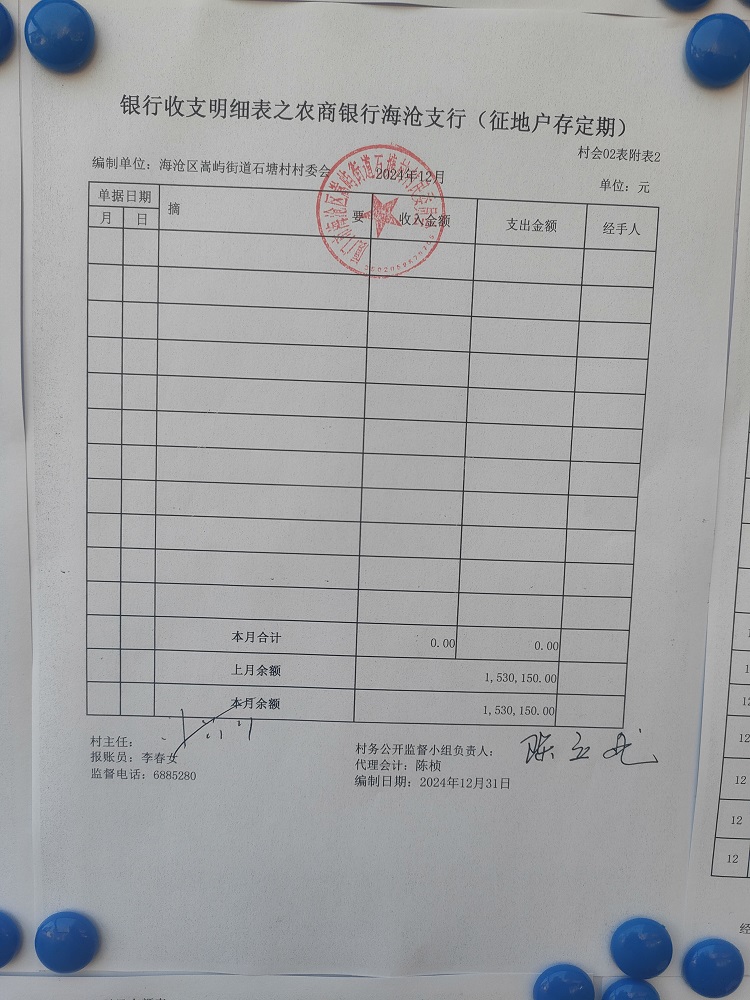 银行收支明细表之农商银行海沧支行（征地户存定期）
村会02表附表2
编制单位：海沧区嵩屿街道石塘村村委会 2024年12月 单位：元
单据日期 摘 要 收入金额 支出金额 经手人
月 日
本月合计 0.00 0.00
上月余额 1,530,150.00
本月余额 1,530,150.00
村主任：
村务公开监督小组负责人：
报账员：李春女
代理会计：陈桢
监督电话：6885280
编制日期：2024年12月31日
12
12
12
12